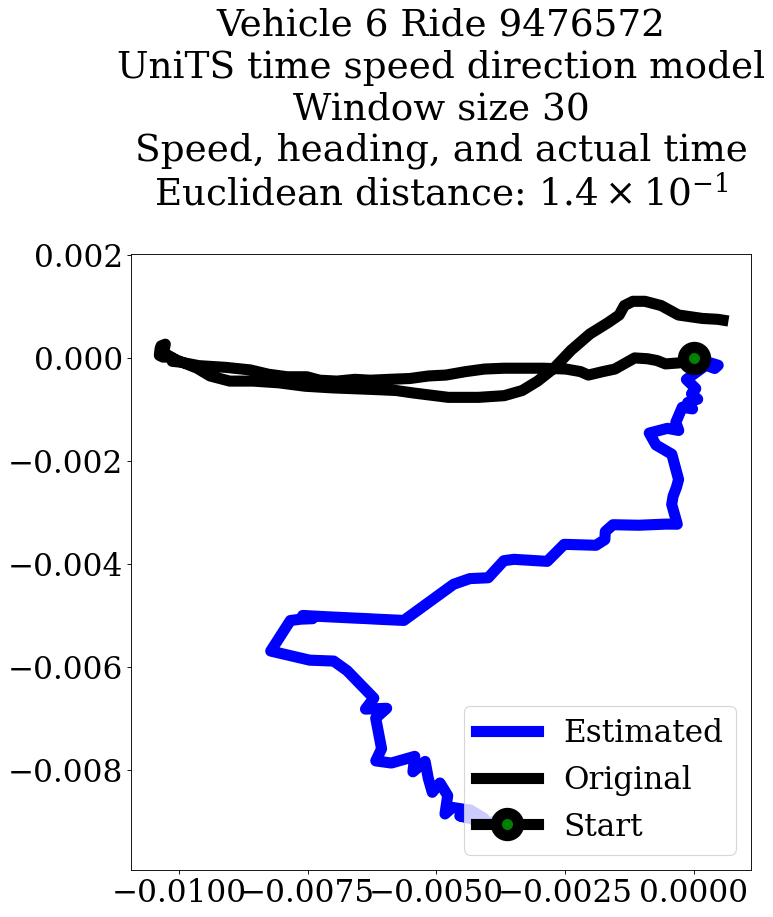 Vehicle 6 Ride 9476572
UniTS time speed direction model
Window size 30
Speed, heading, and actual time
Euclidean distance: 1.4 × 10⁻¹
0.002
0.000
−0.002
−0.004
−0.006
−0.008
Estimated
Original
Start
−0.0100 −0.0075 −0.0050 −0.0025 0.0000